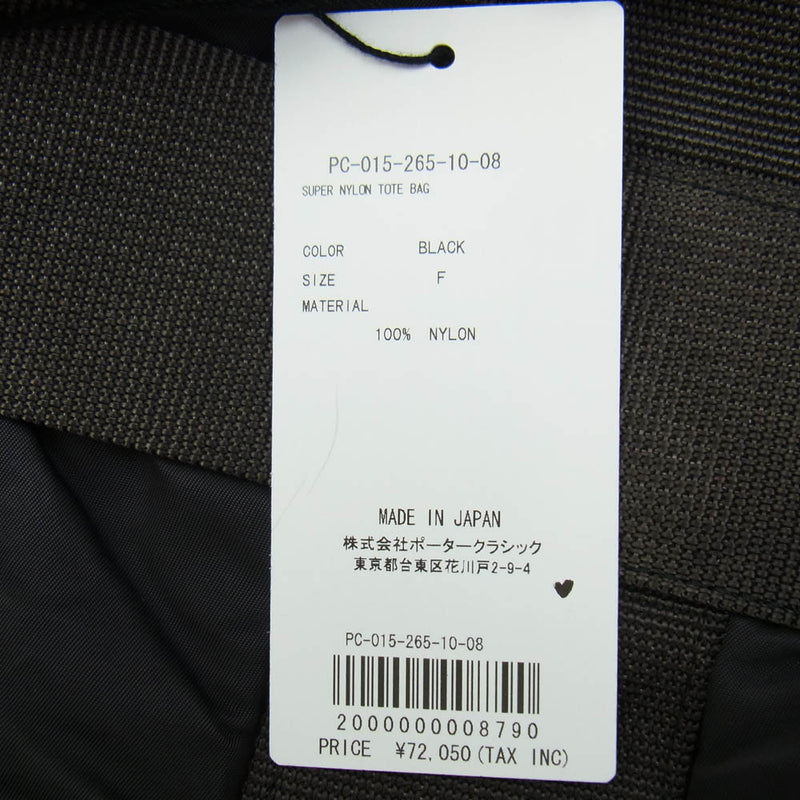 PC-015-265-10-08
SUPER NYLON TOTE BAG
COLOR BLACK
SIZE F
MATERIAL
100% NYLON
MADE IN JAPAN
株式会社ポータークラシック
東京都台東区花川戸2-9-4
PC-015-265-10-08
2000000008790
PRICE ¥72,050(TAX INC)